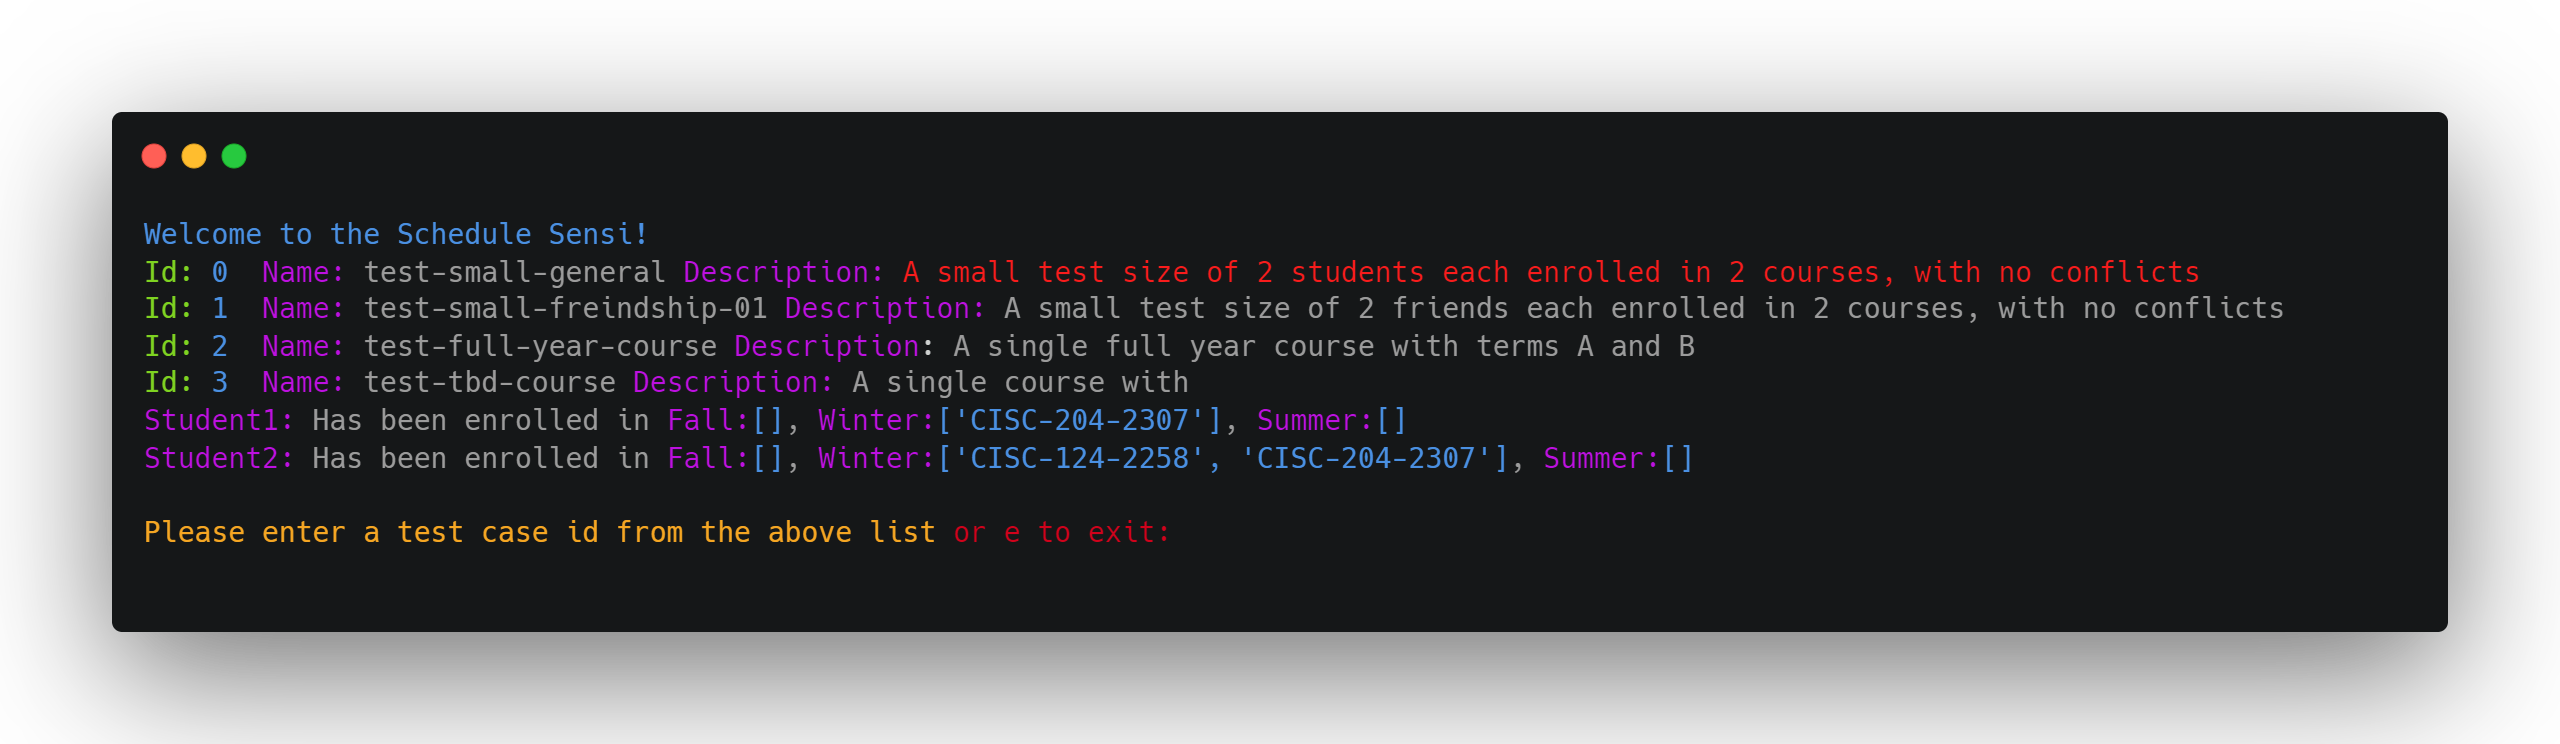 Welcome to the Schedule Sensi!
Id: 0  Name: test-small-general Description: A small test size of 2 students each enrolled in 2 courses, with no conflicts
Id: 1  Name: test-small-freindship-01 Description: A small test size of 2 friends each enrolled in 2 courses, with no conflicts
Id: 2  Name: test-full-year-course Description: A single full year course with terms A and B
Id: 3  Name: test-tbd-course Description: A single course with
Student1: Has been enrolled in Fall:[], Winter:['CISC-204-2307'], Summer:[]
Student2: Has been enrolled in Fall:[], Winter:['CISC-124-2258', 'CISC-204-2307'], Summer:[]
Please enter a test case id from the above list or e to exit: